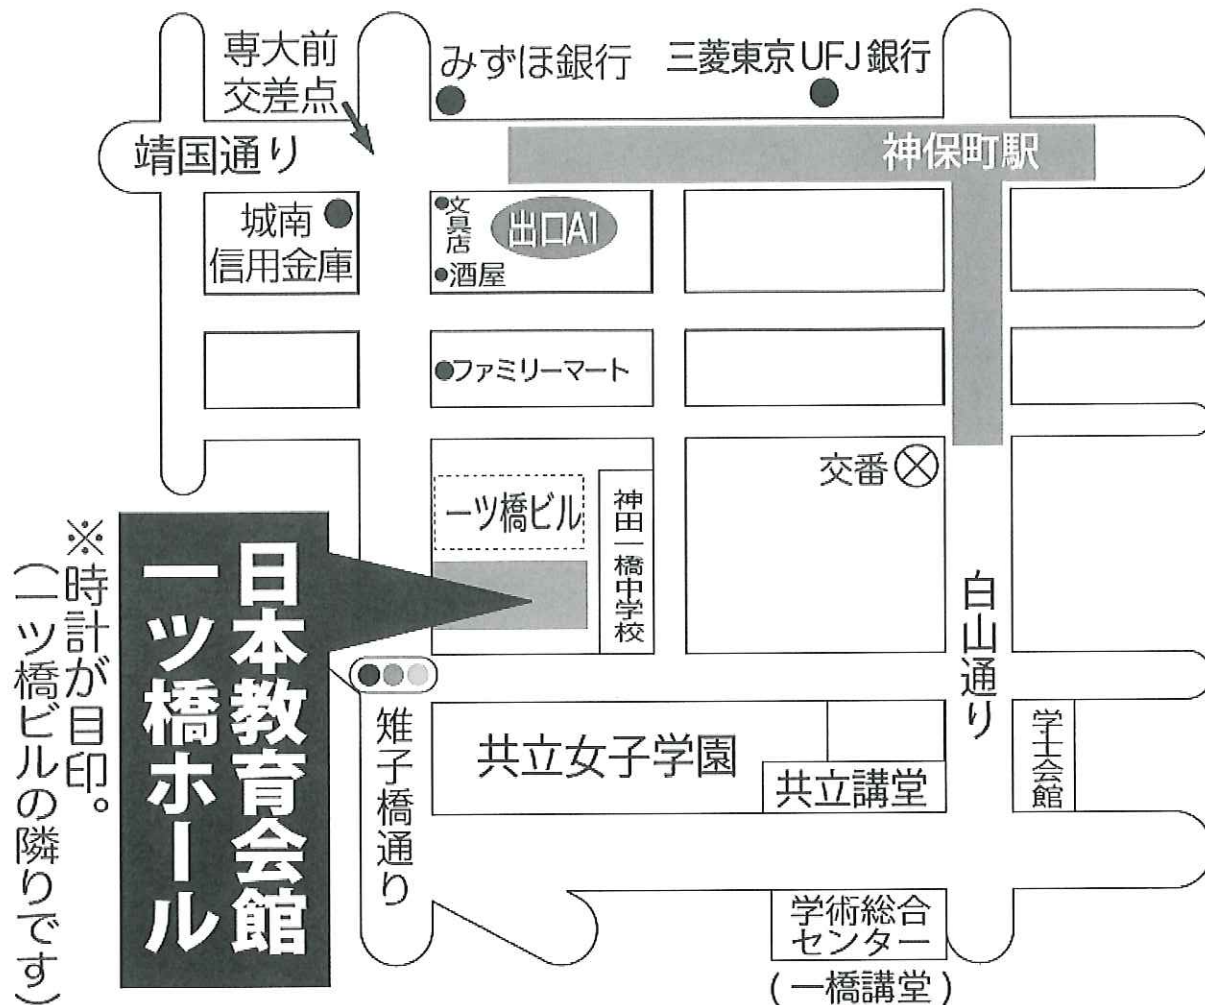 専大前
交差点
みずほ銀行
三菱東京UFJ銀行
靖国通り
神保町駅
城南
信用金庫
文具店
出口A1
酒屋
ファミリーマート
交番
一ツ橋ビル
神田一橋中学校
日本教育会館
一ツ橋ホール
※時計が目印。
(一ツ橋ビルの隣りです)
白山通り
雉子橋通り
共立女子学園
共立講堂
学士会館
学術総合
センター
(一橋講堂)